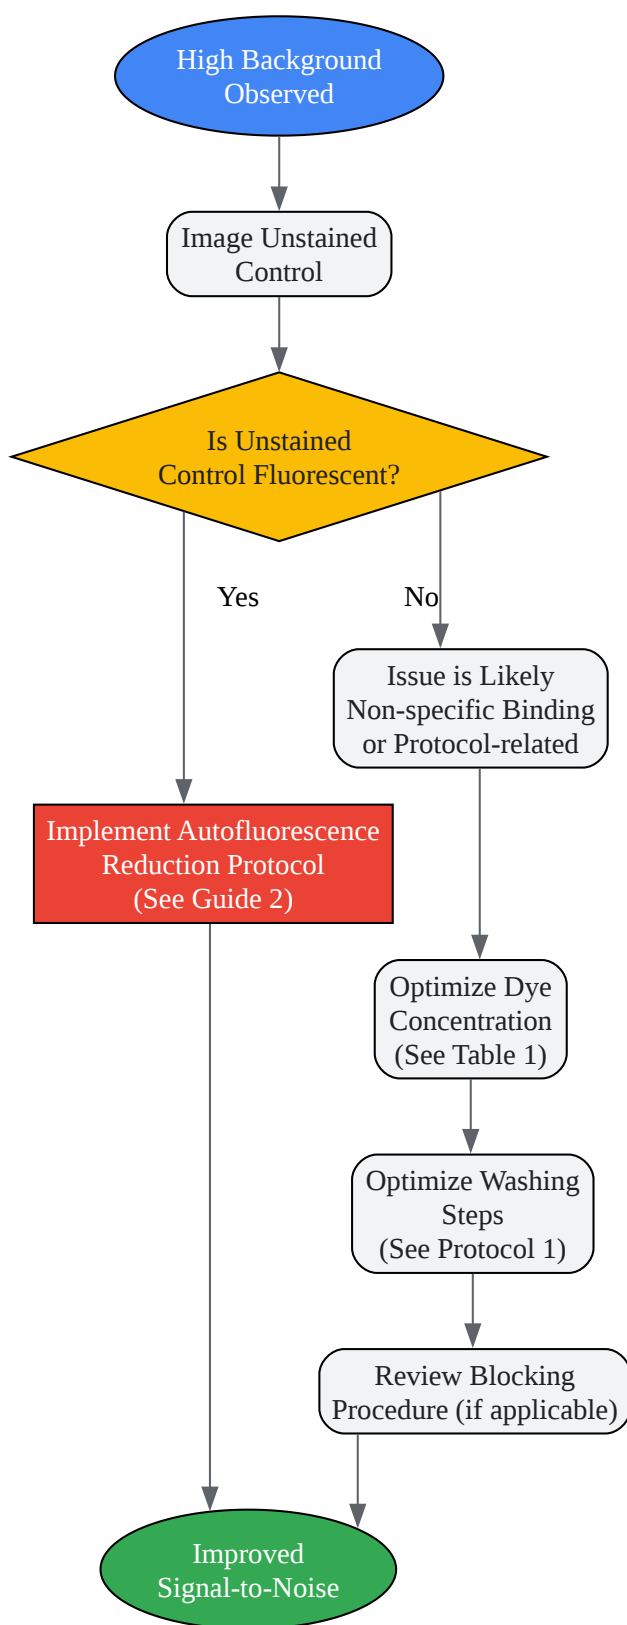 High Background
Observed
Image Unstained
Control
Is Unstained
Control Fluorescent?
Yes
No
Issue is Likely
Non-specific Binding
or Protocol-related
Implement Autofluorescence
Reduction Protocol
(See Guide 2)
Optimize Dye
Concentration
(See Table 1)
Optimize Washing
Steps
(See Protocol 1)
Review Blocking
Procedure (if applicable)
Improved
Signal-to-Noise